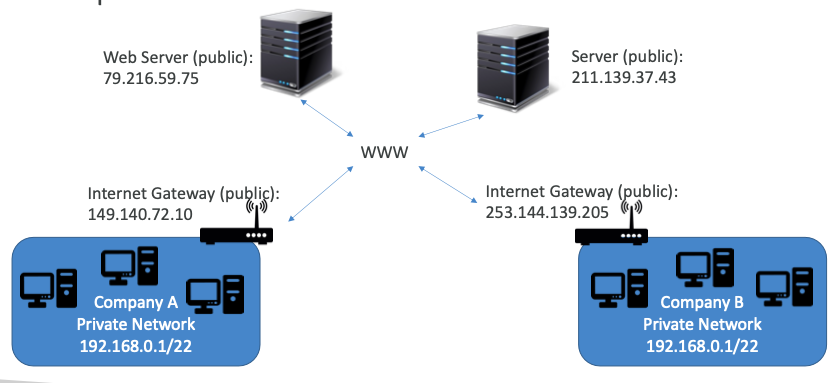 Web Server (public):
79.216.59.75
Server (public):
211.139.37.43
WWW
Internet Gateway (public):
149.140.72.10
Internet Gateway (public):
253.144.139.205
Company A
Private Network
192.168.0.1/22
Company B
Private Network
192.168.0.1/22